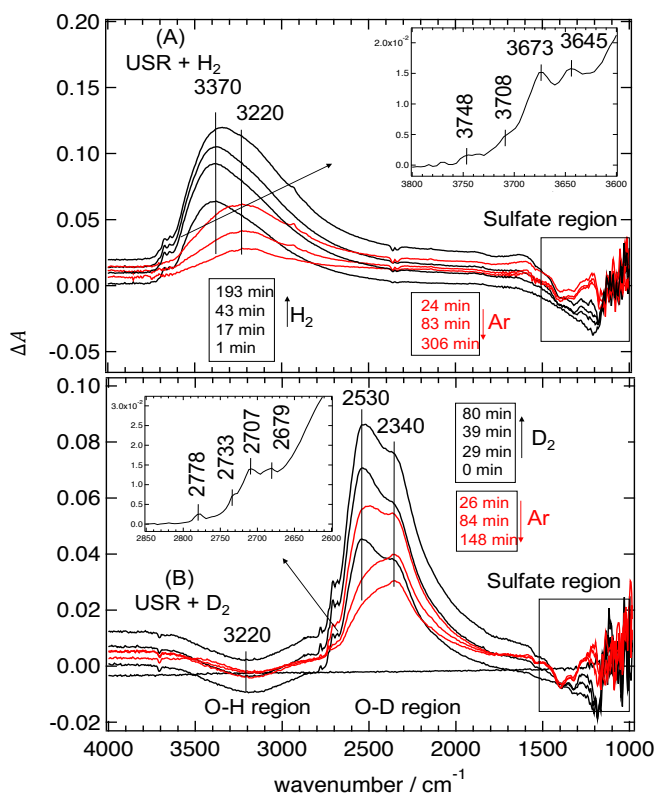 (A)
USR + H2
3370
3220
0.20
0.15
0.10
0.05
0.00
-0.05
ΔA
2.0x10-2
1.5
1.0
0.5
0.0
3748
3708
3673
3645
3800
3750
3700
3650
3600
Sulfate region
193 min
43 min
17 min
1 min
H2
24 min
83 min
306 min
Ar
0.10
0.08
0.06
0.04
0.02
0.00
-0.02
3.0x10-2
2.5
2.0
1.5
1.0
0.5
0.0
2778
2733
2707
2679
2850
2800
2750
2700
2650
2600
2530
2340
80 min
39 min
29 min
0 min
D2
26 min
84 min
148 min
Ar
(B)
USR + D2
3220
Sulfate region
O-H region
O-D region
4000
3500
3000
2500
2000
1500
1000
wavenumber / cm-1